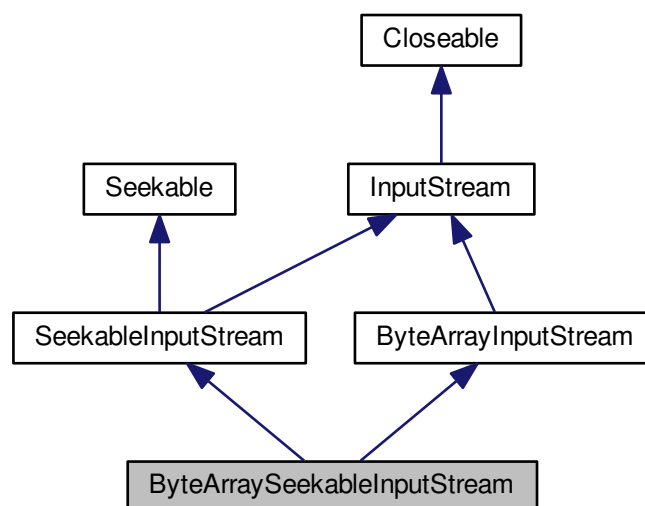 Closeable
Seekable
InputStream
SeekableInputStream
ByteArrayInputStream
ByteArraySeekableInputStream